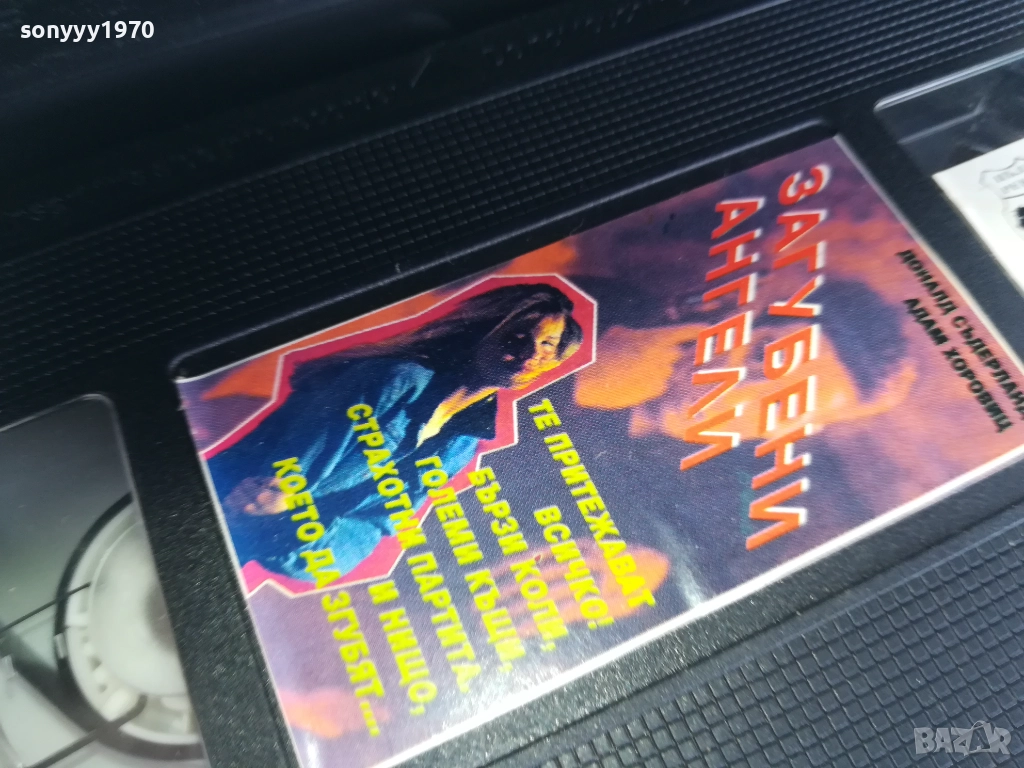 sonyyy1970
ДОНАЛД СЪДЕРЛАНД
АДАМ ХОРОВИЦ
ЗАГУБЕНИ
АНГЕЛИ
ТЕ ПРИТЕЖАВАТ
ВСИЧКО!
БЪРЗИ КОЛИ,
ГОЛЕМИ КЪЩИ,
СТРАХОТНИ ПАРТИТА.
И НИЩО,
КОЕТО ДА ЗГУБЯТ...
BAZAR